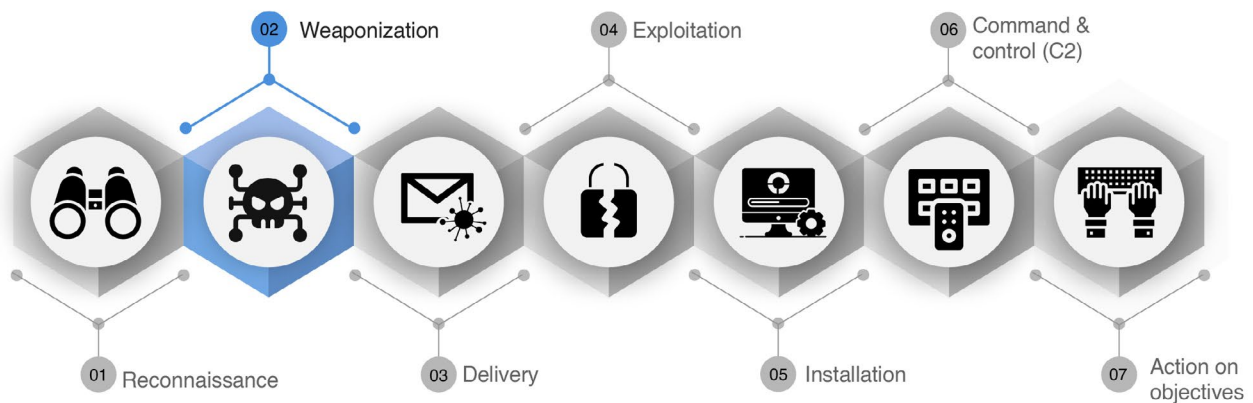 02 Weaponization
04 Exploitation
06 Command &
control (C2)
01 Reconnaissance
03 Delivery
05 Installation
07 Action on
objectives